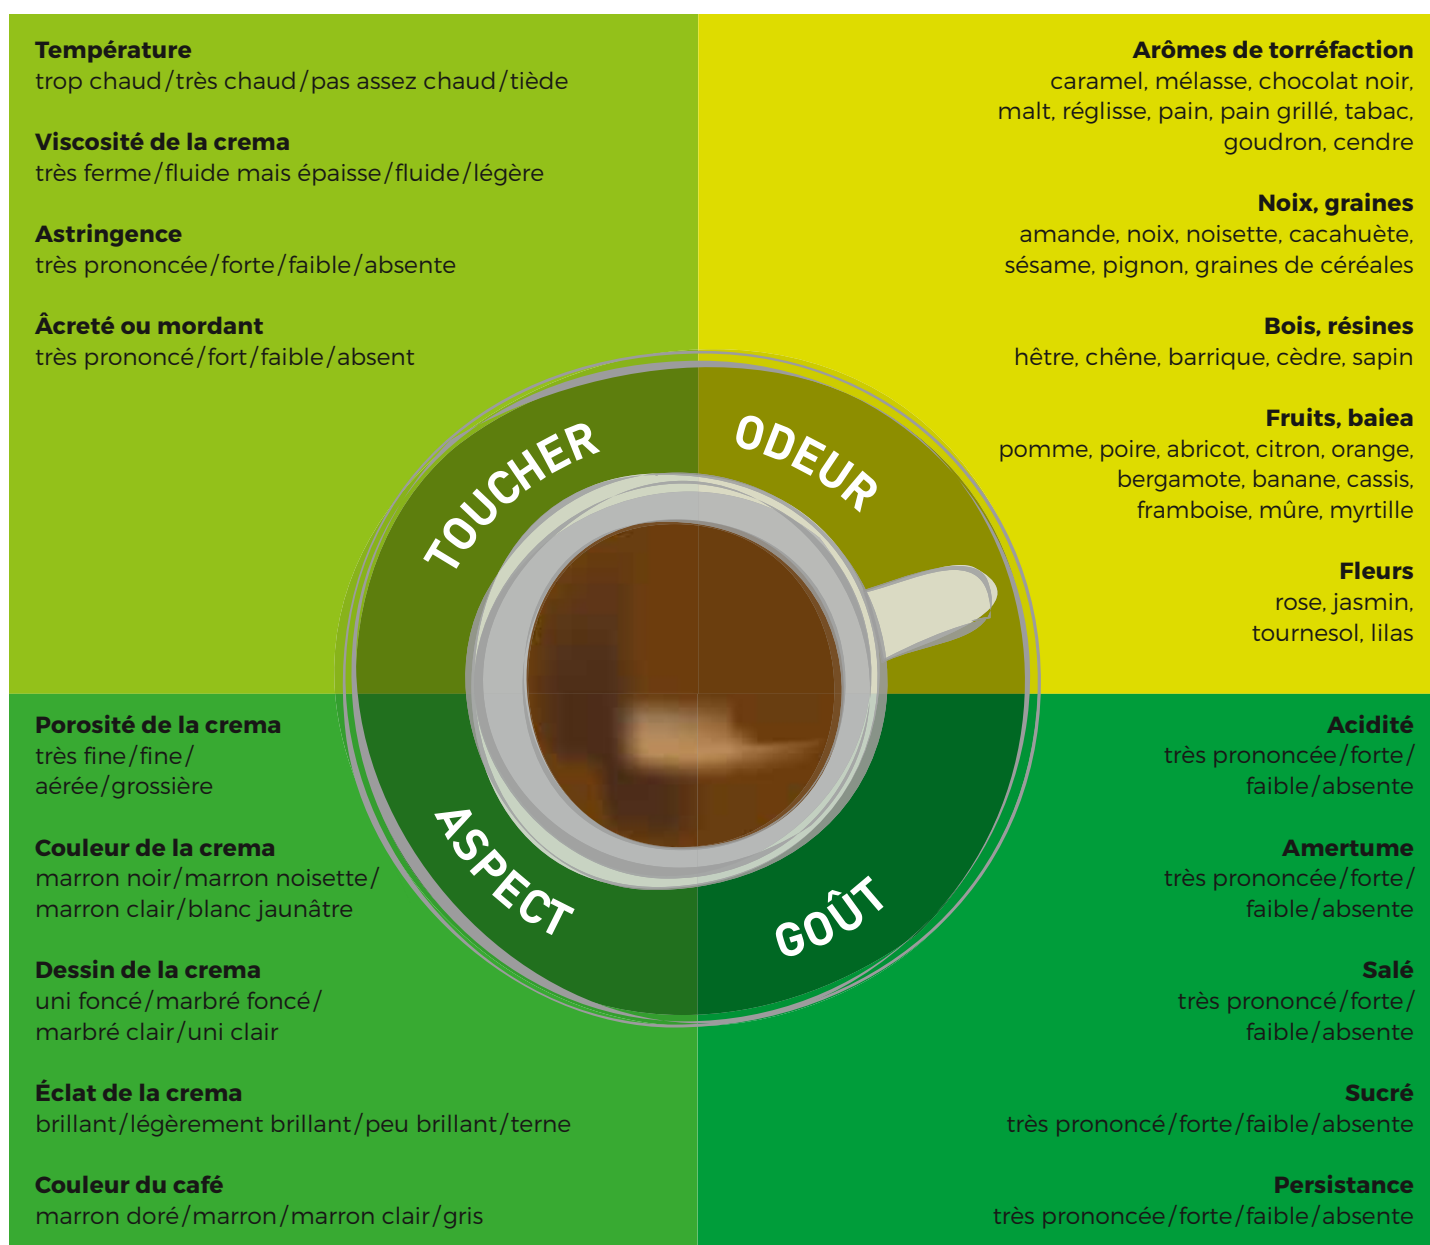 Température
trop chaud/très chaud/pas assez chaud/tiède
Viscosité de la crema
très ferme/fluide mais épaisse/fluide/légère
Astringence
très prononcée/forte/faible/absente
Âcreté ou mordant
très prononcé/fort/faible/absent
Arômes de torréfaction
caramel, mélasse, chocolat noir,
malt, réglisse, pain, pain grillé, tabac,
goudron, cendre
Noix, graines
amande, noix, noisette, cacahuète,
sésame, pignon, graines de céréales
Bois, résines
hêtre, chêne, barrique, cèdre, sapin
Fruits, baiea
pomme, poire, abricot, citron, orange,
bergamote, banane, cassis,
framboise, mûre, myrtille
Fleurs
rose, jasmin,
tournesol, lilas
TOUCHER
ODEUR
ASPECT
GOÛT
Porosité de la crema
très fine/fine/
aérée/grossière
Couleur de la crema
marron noir/marron noisette/
marron clair/blanc jaunâtre
Dessin de la crema
uni foncé/marbré foncé/
marbré clair/uni clair
Éclat de la crema
brillant/légèrement brillant/peu brillant/terne
Couleur du café
marron doré/marron/marron clair/gris
Acidité
très prononcée/forte/
faible/absente
Amertume
très prononcée/forte/
faible/absente
Salé
très prononcé/forte/
faible/absente
Sucré
très prononcé/forte/faible/absente
Persistance
très prononcée/forte/faible/absente